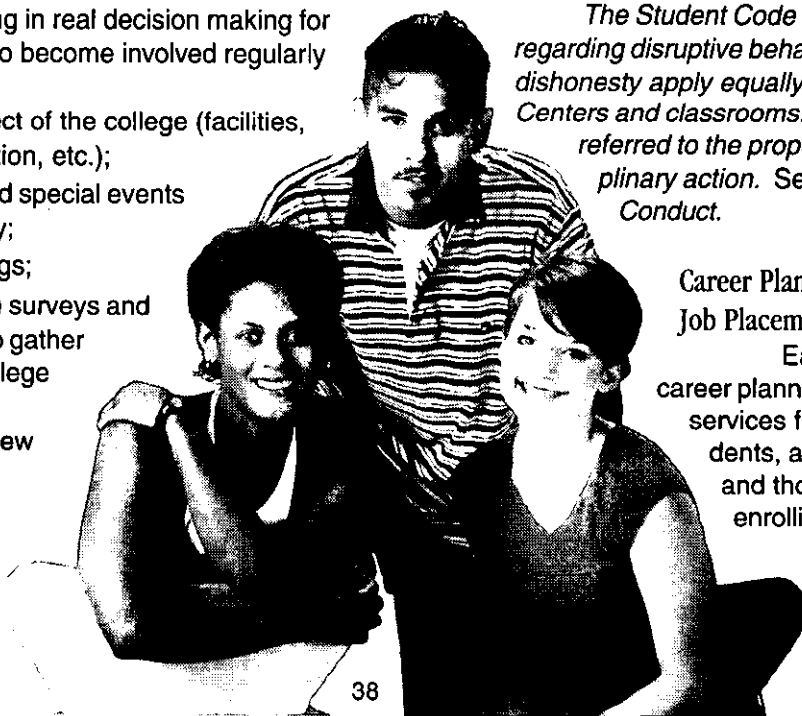 g in real decision making for
o become involved regularly
ct of the college (facilities,
tion, etc.);
d special events
y;
gs;
surveys and
o gather
lege
ew
The Student Code
regarding disruptive beha
dishonesty apply equally
Centers and classrooms.
referred to the prop
plinary action. Se
Conduct.
Career Plan
Job Placem
Ea
career plann
services f
dents, a
and tho
enrolli
38